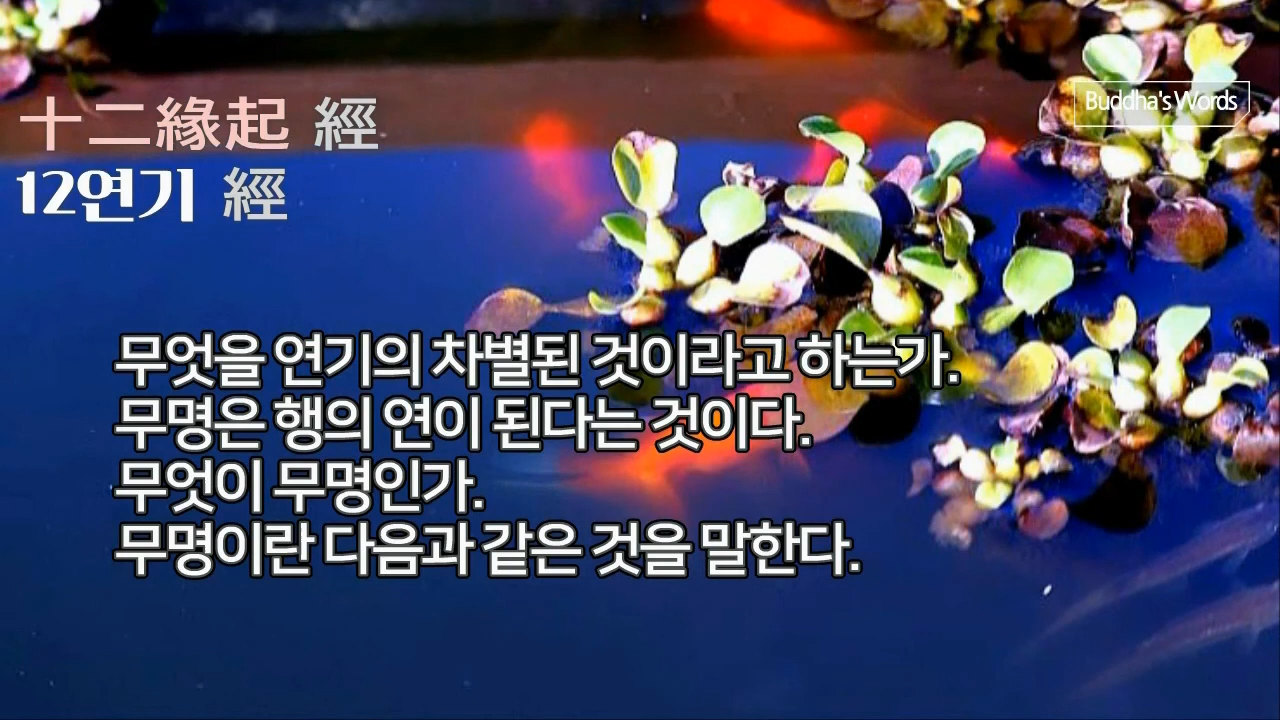 十二緣起 經
12연기 經
Buddha's Words
무엇을 연기의 차별된 것이라고 하는가.
무명은 행의 연이 된다는 것이다.
무엇이 무명인가.
무명이란 다음과 같은 것을 말한다.